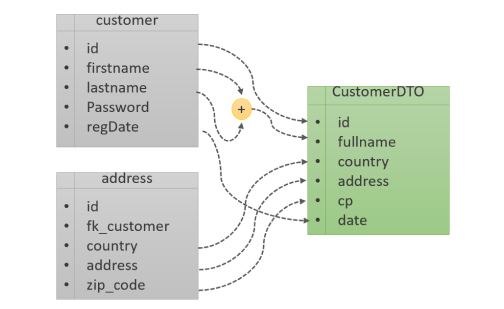 customer
• id
• firstname
• lastname
• Password
• regDate
+
address
• id
• fk_customer
• country
• address
• zip_code
CustomerDTO
• id
• fullname
• country
• address
• cp
• date